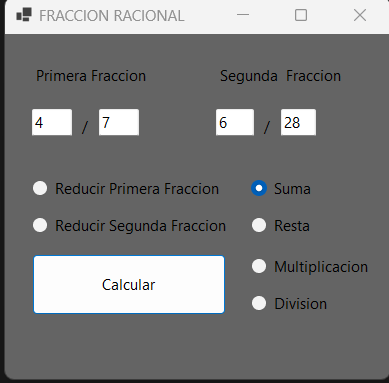 FRACCION RACIONAL
Primera Fraccion Segunda Fraccion
4 / 7 6 / 28
Reducir Primera Fraccion Suma
Reducir Segunda Fraccion Resta
Multiplicacion
Calcular
Division